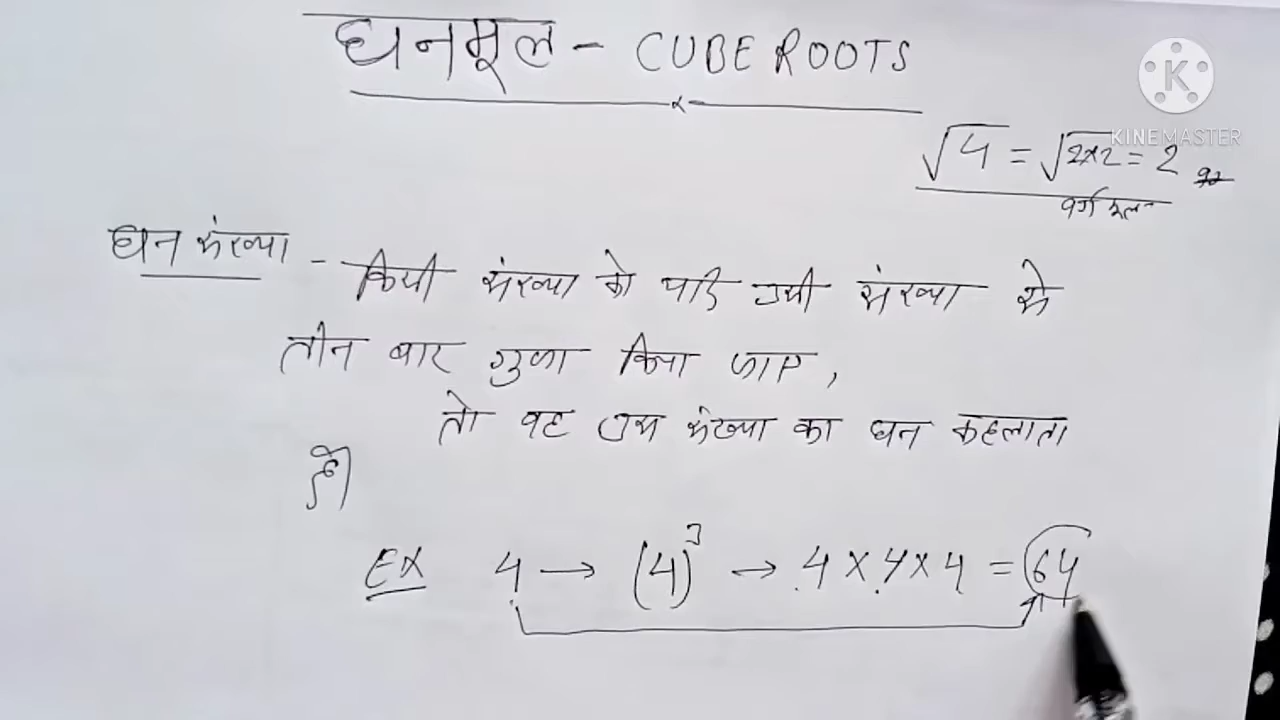 घनमूल - CUBE ROOTS
K
KINEMASTER
√4 = √2×2 = 2
वर्ग मूल
घन संख्या - किसी संख्या को यदि उसी संख्या से
तीन बार गुणा किया जाए,
तो वह उस संख्या का घन कहलाता
है।
EX 4 → (4)³ → 4 × 4 × 4 = 64